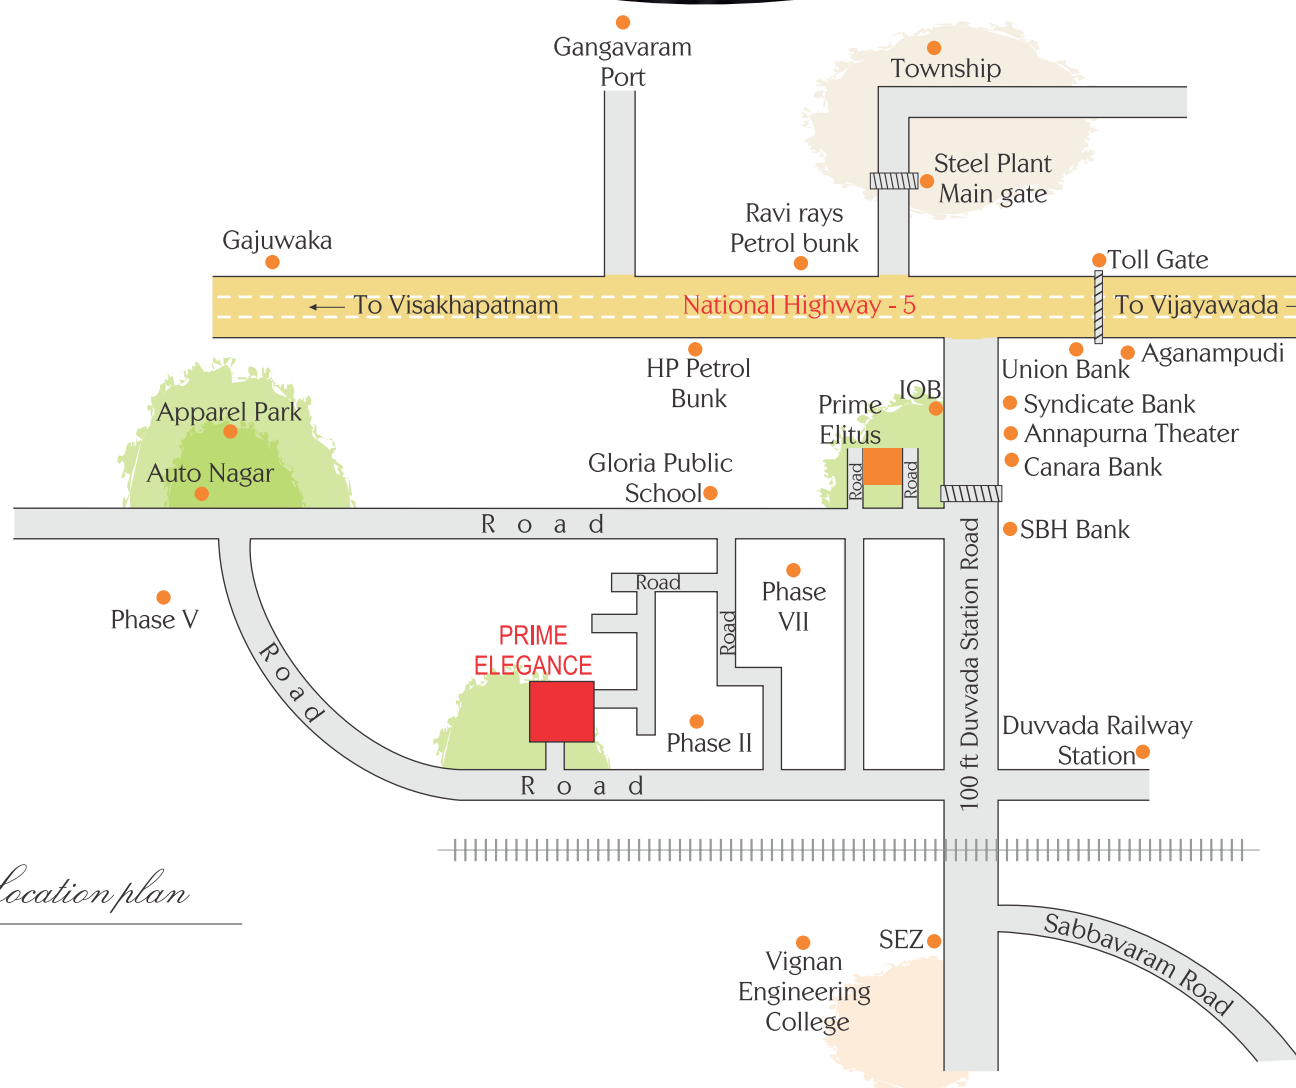 Gangavaram
Port
Township
Steel Plant
Main gate
Ravi rays
Petrol bunk
Gajuwaka
Toll Gate
To Visakhapatnam
National Highway - 5
To Vijayawada
HP Petrol
Bunk
Union Bank
Aganampudi
IOB
Syndicate Bank
Prime
Elitus
Annapurna Theater
Canara Bank
Apparel Park
Auto Nagar
Gloria Public
School
Road
Road
Road
SBH Bank
100 ft Duvvada Station Road
Road
Road
Phase
VII
Phase V
Road
PRIME
ELEGANCE
Phase II
Duvvada Railway
Station
Road
location plan
SEZ
Sabbavaram Road
Vignan
Engineering
College